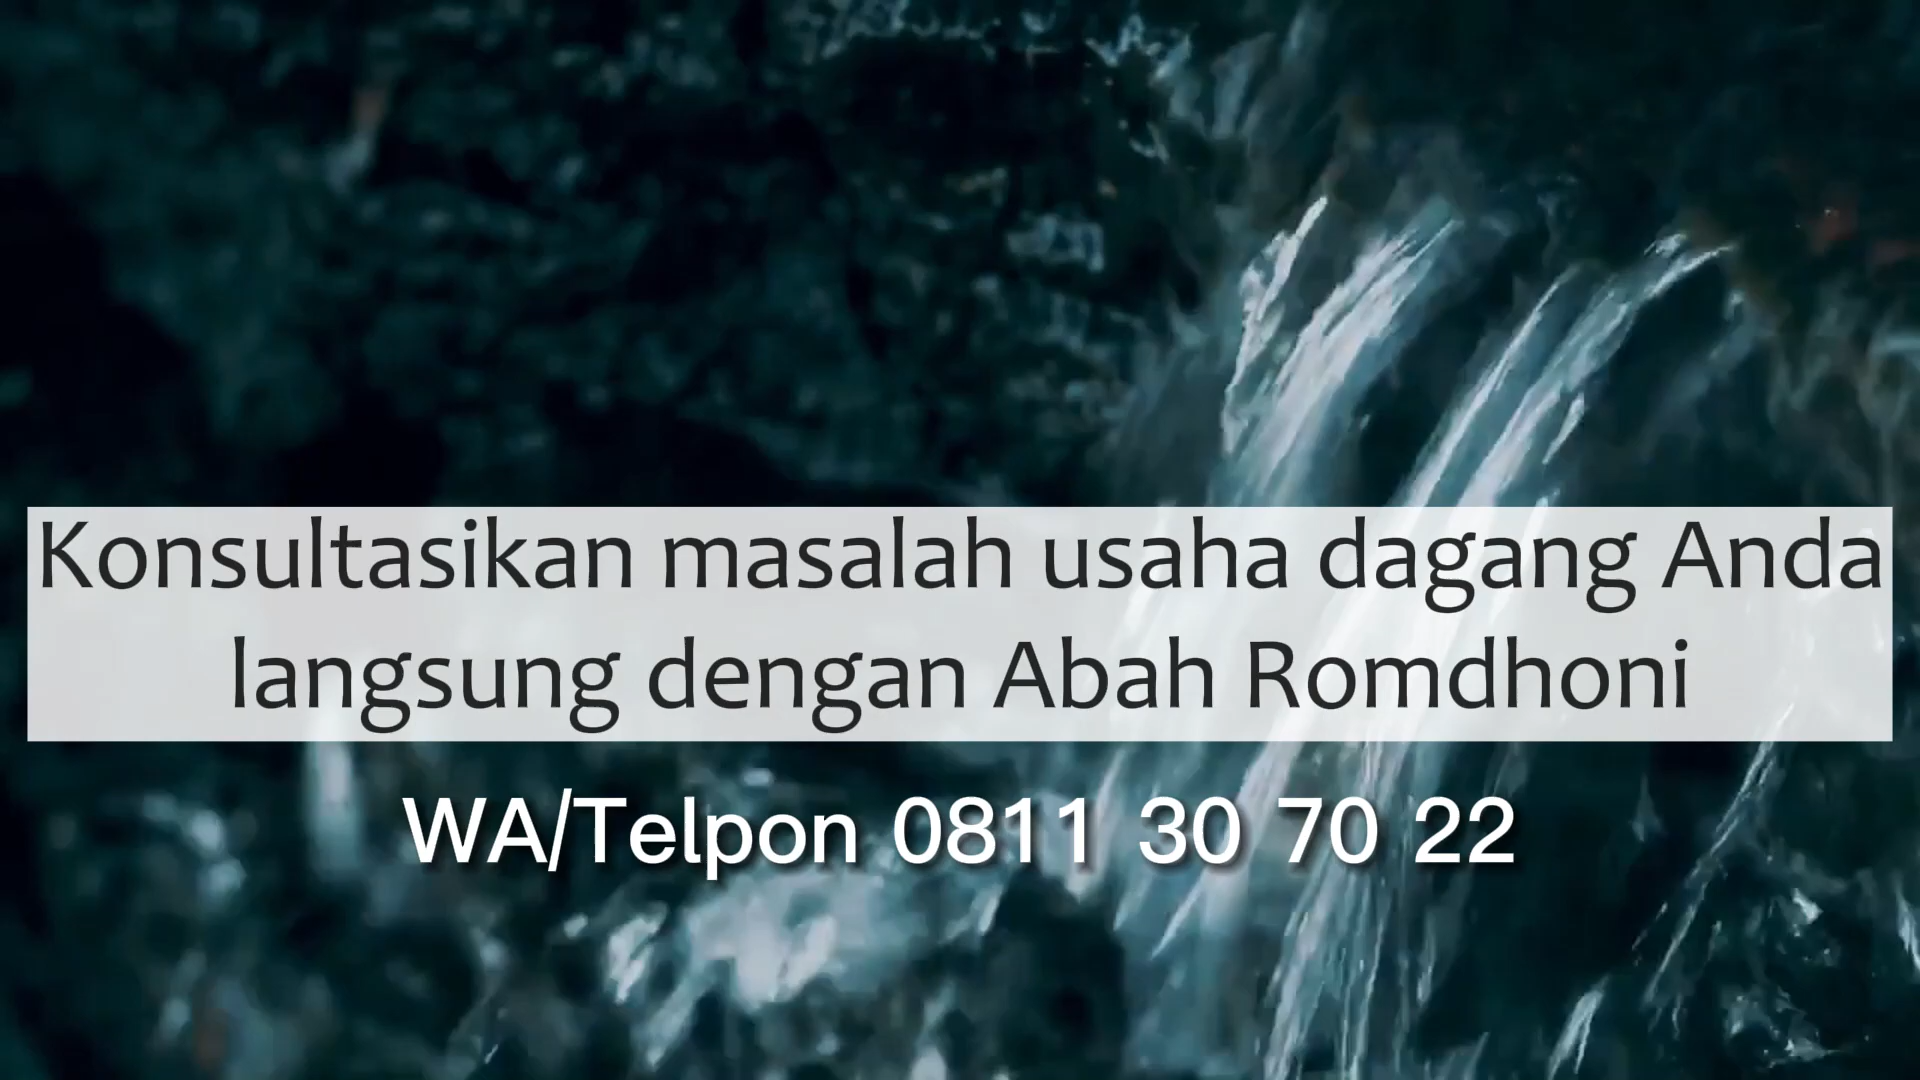 Konsultasikan masalah usaha dagang Anda
langsung dengan Abah Romdhoni
WA/Telpon 0811 30 70 22